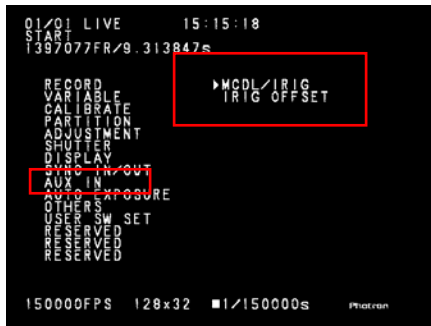 01/01 LIVE 15:15:18
START
1397077FR/9.313847s
RECORD ▶MCDL/IRIG
VARIABLE IRIG OFFSET
CALIBRATE
PARTITION
ADJUSTMENT
SHUTTER
DISPLAY
SYNC IN/OUT
AUX IN
AUTO EXPOSURE
OTHERS
USER SW SET
RESERVED
RESERVED
RESERVED
150000FPS 128x32 ■1/150000s Photron